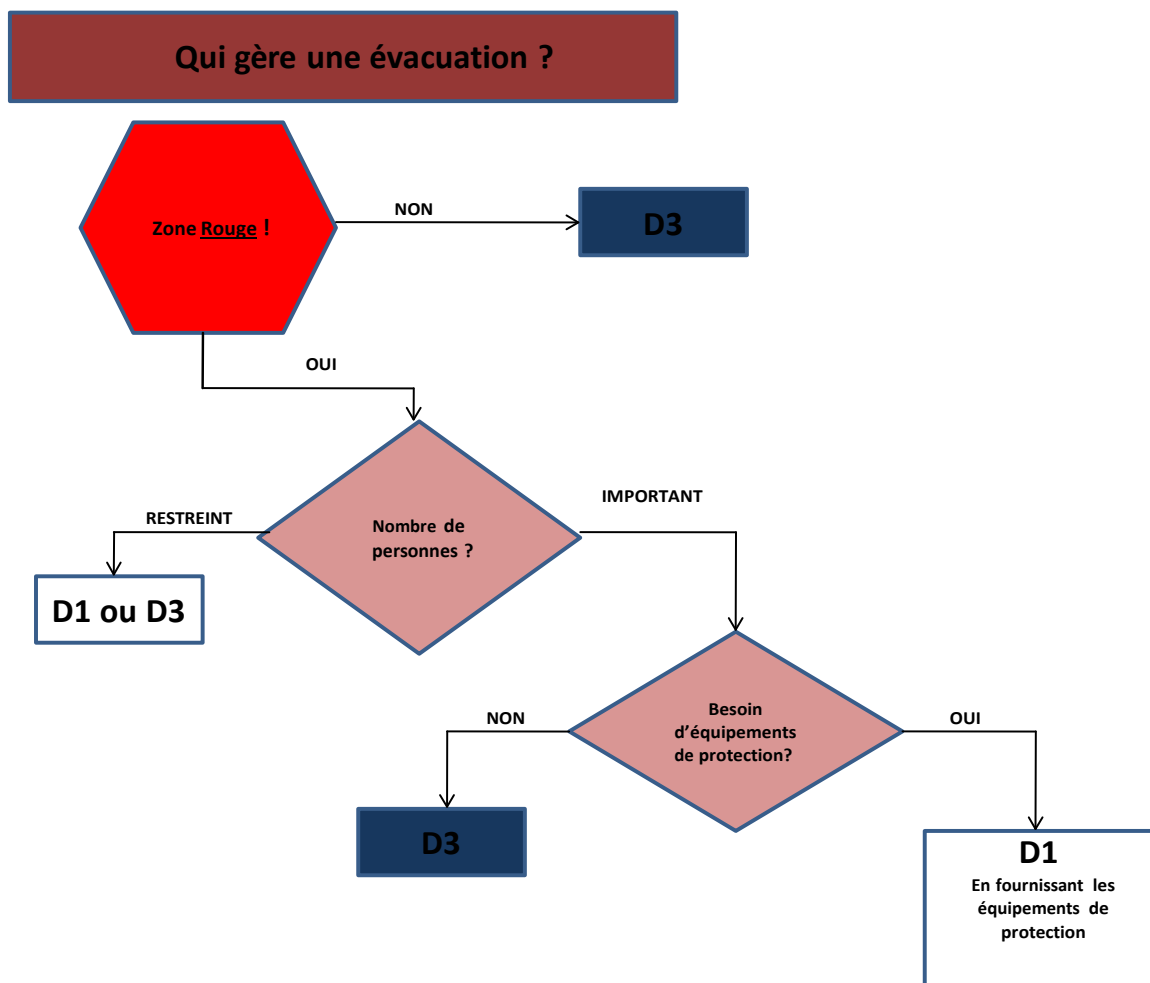 Qui gère une évacuation ?
Zone Rouge !
NON
D3
OUI
Nombre de
personnes ?
RESTREINT
IMPORTANT
D1 ou D3
Besoin
d’équipements
de protection?
NON
OUI
D3
D1
En fournissant les
équipements de
protection